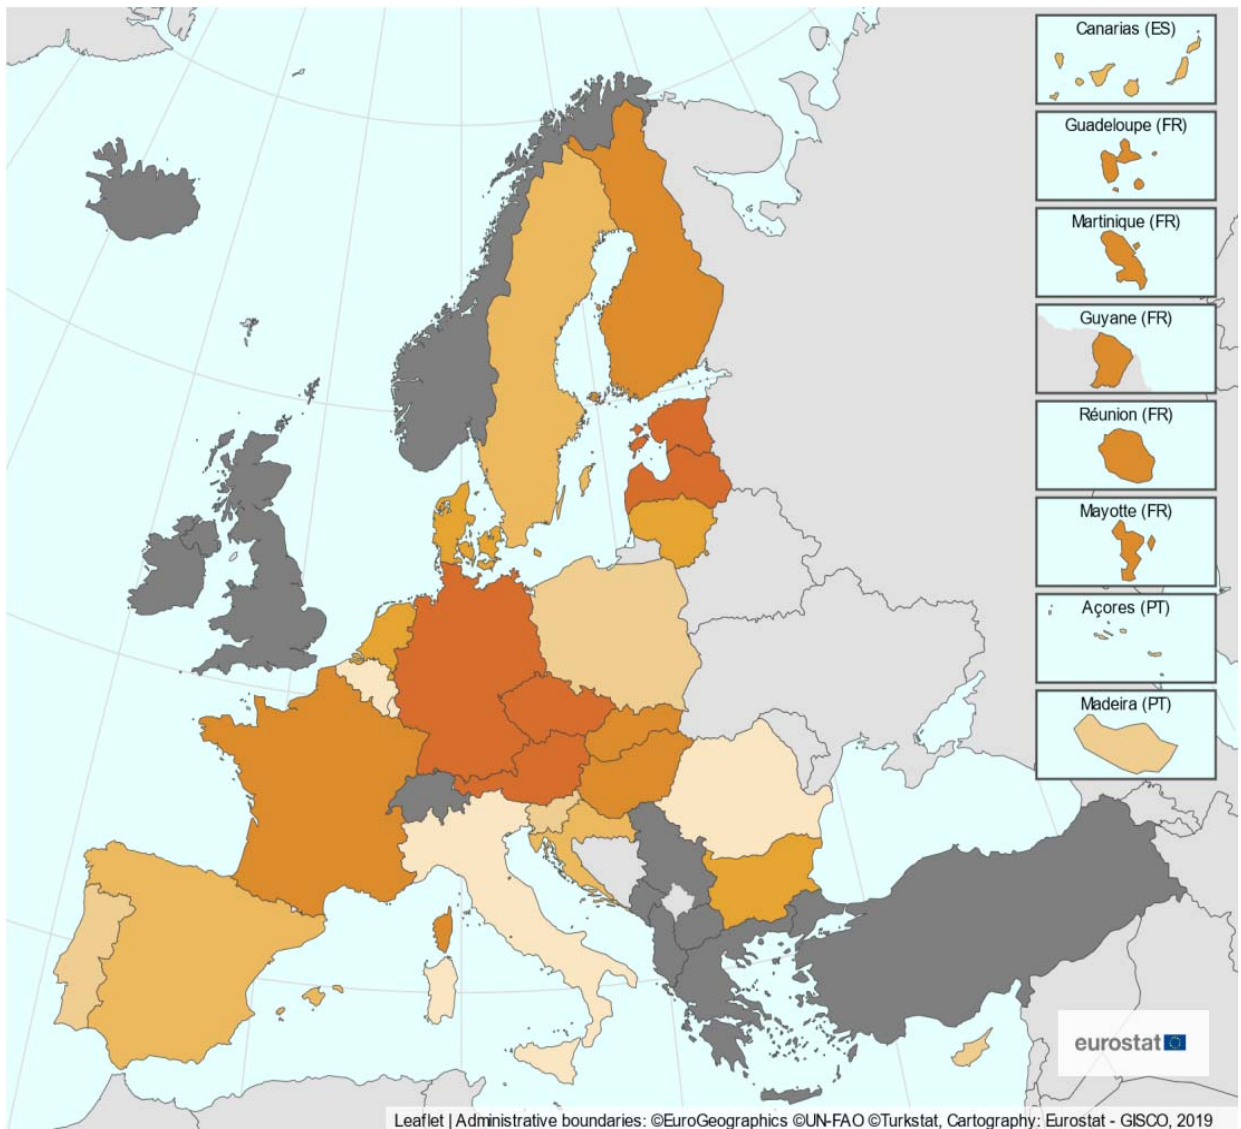 Canarias (ES)
Guadeloupe (FR)
Martinique (FR)
Guyane (FR)
Réunion (FR)
Mayotte (FR)
Açores (PT)
Madeira (PT)
eurostat
Leaflet | Administrative boundaries: ©EuroGeographics ©UN-FAO ©Turkstat, Cartography: Eurostat - GISCO, 2019